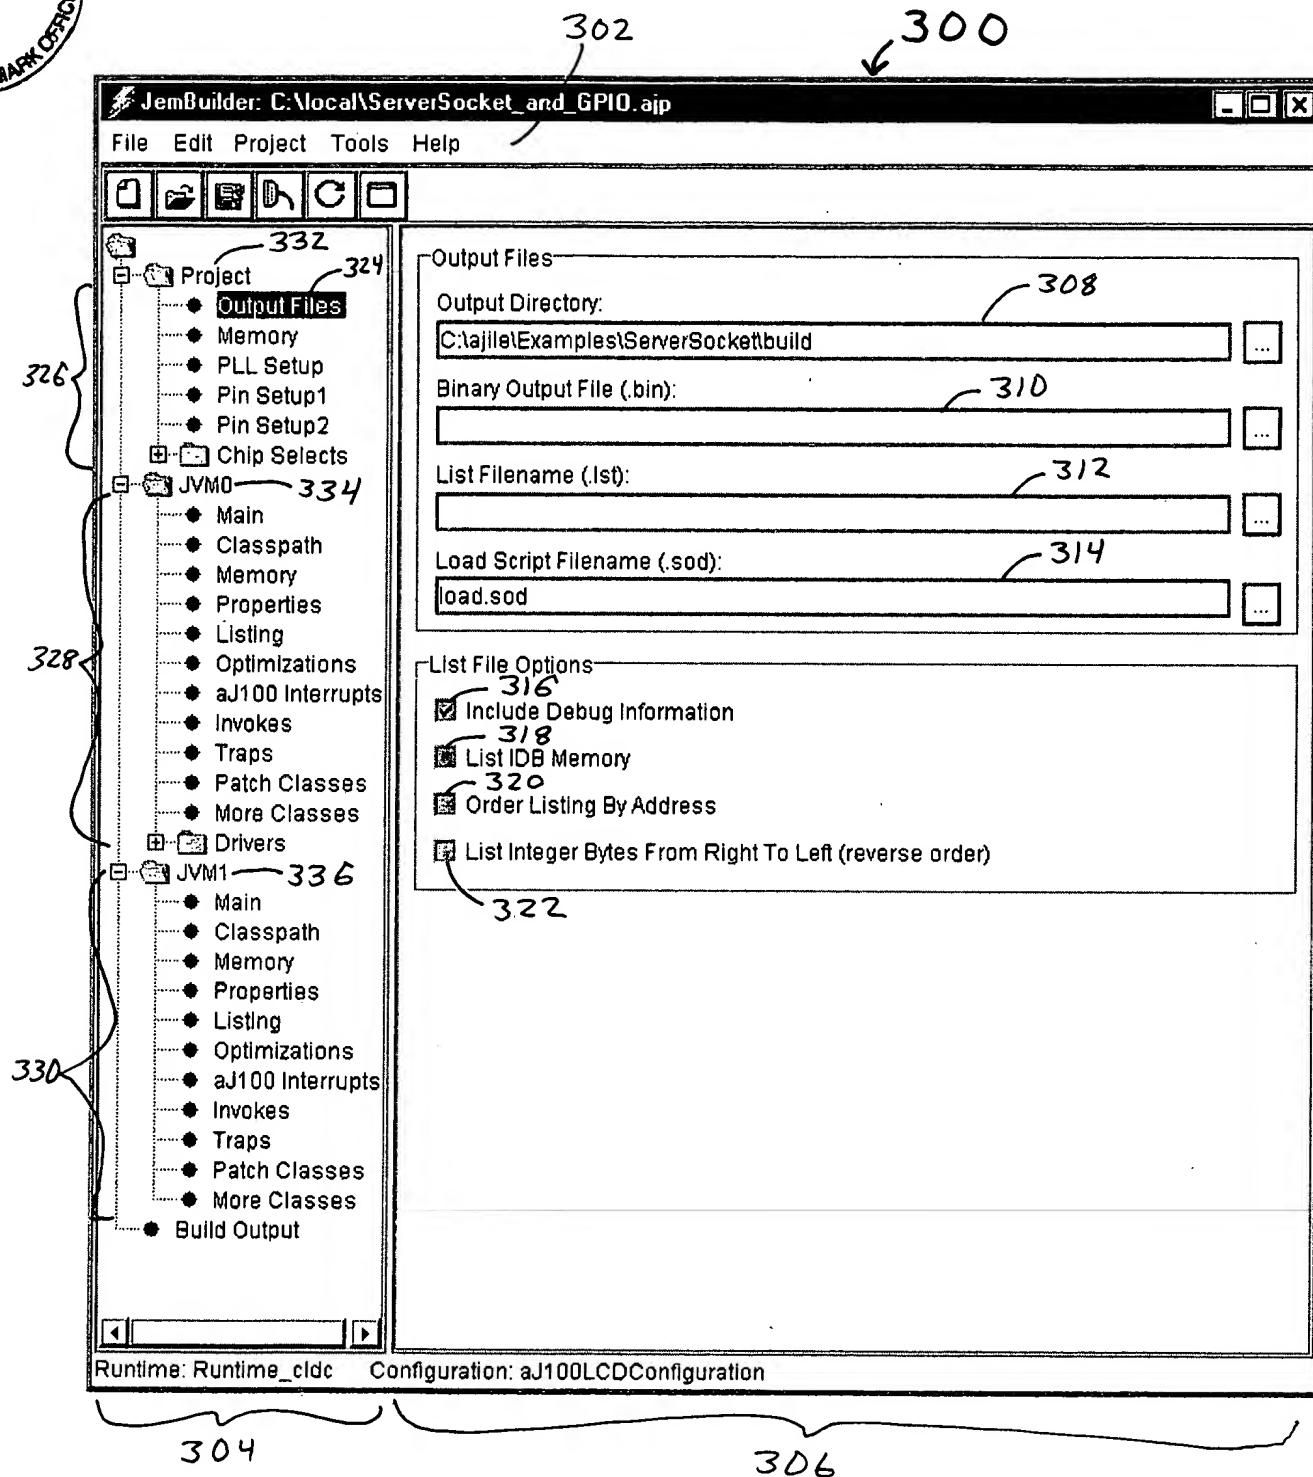 MARK OFFICE
302
300
JemBuilder: C:\local\ServerSocket_and_GPIO.ajp
File Edit Project Tools Help
332
Project
324
Output Files
Memory
PLL Setup
326
Pin Setup1
Pin Setup2
Chip Selects
JVM0
334
Main
Classpath
Memory
Properties
Listing
328
Optimizations
aJ100 Interrupts
Invokes
Traps
Patch Classes
More Classes
Drivers
JVM1
336
Main
Classpath
Memory
Properties
Listing
Optimizations
330
aJ100 Interrupts
Invokes
Traps
Patch Classes
More Classes
Build Output
Output Files
Output Directory:
308
C:\ajile\Examples\ServerSocket\build
...
Binary Output File (.bin):
310
...
List Filename (.lst):
312
...
Load Script Filename (.sod):
314
load.sod
...
List File Options
316
Include Debug Information
318
List IDB Memory
320
Order Listing By Address
List Integer Bytes From Right To Left (reverse order)
322
Runtime: Runtime_cldc Configuration: aJ100LCDConfiguration
304
306